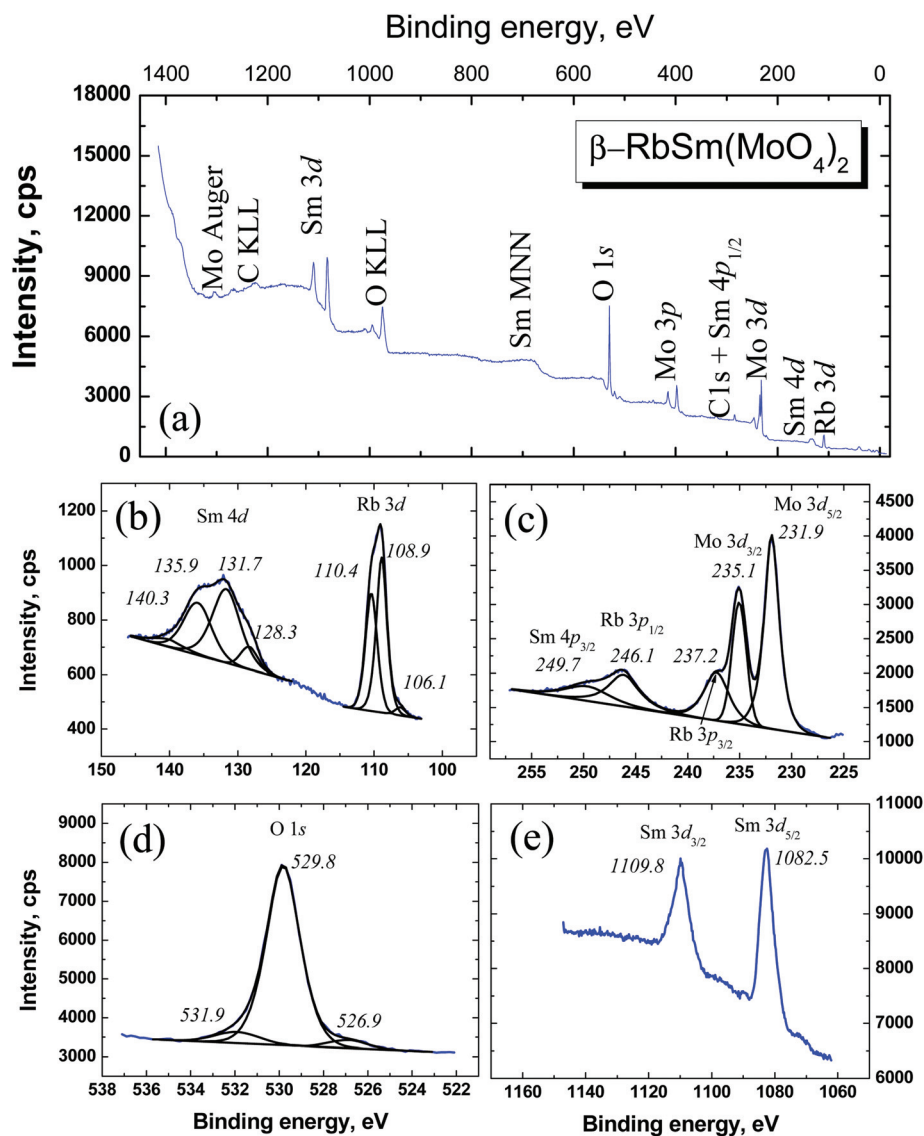 Binding energy, eV
1400 1200 1000 800 600 400 200 0
18000
15000
12000
9000
6000
3000
0
Intensity, cps
β–RbSm(MoO₄)₂
Mo Auger
C KLL
Sm 3d
O KLL
Sm MNN
O 1s
Mo 3p
C1s + Sm 4p₁/₂
Mo 3d
Sm 4d
Rb 3d
(a)
(b)
Sm 4d
Rb 3d
135.9
131.7
140.3
128.3
110.4
108.9
106.1
1200
1000
800
600
400
Intensity, cps
150 140 130 120 110 100
(c)
Mo 3d₅/₂
231.9
Mo 3d₃/₂
235.1
Rb 3p₁/₂
246.1
Sm 4p₃/₂
249.7
237.2
Rb 3p₃/₂
4500
4000
3500
3000
2500
2000
1500
1000
255 250 245 240 235 230 225
(d)
O 1s
529.8
531.9
526.9
9000
8000
7000
6000
5000
4000
3000
Intensity, cps
538 536 534 532 530 528 526 524 522
Binding energy, eV
(e)
Sm 3d₃/₂
1109.8
Sm 3d₅/₂
1082.5
11000
10000
9000
8000
7000
6000
1160 1140 1120 1100 1080 1060
Binding energy, eV